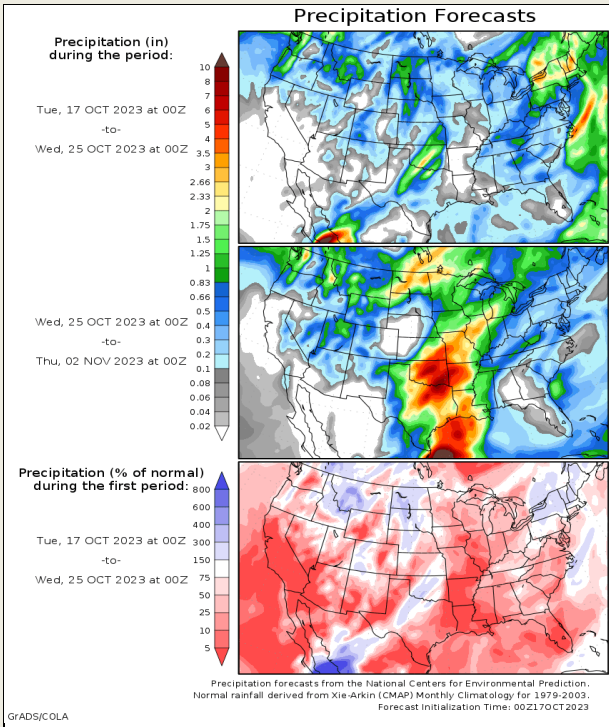 Precipitation Forecasts
Precipitation (in)
during the period:
Tue, 17 OCT 2023 at 00Z
-to-
Wed, 25 OCT 2023 at 00Z
10
8
7
6
5
4
3.5
3
2.66
2.33
2
1.75
1.5
1.25
1
0.83
0.66
0.5
0.4
0.3
0.2
0.1
0.08
0.06
0.04
0.02
Wed, 25 OCT 2023 at 00Z
-to-
Thu, 02 NOV 2023 at 00Z
Precipitation (% of normal)
during the first period:
Tue, 17 OCT 2023 at 00Z
-to-
Wed, 25 OCT 2023 at 00Z
800
600
400
300
150
75
50
25
10
5
Precipitation forecasts from the National Centers for Environmental Prediction.
Normal rainfall derived from Xie-Arkin (CMAP) Monthly Climatology for 1979-2003.
Forecast Initialization Time: 00Z17OCT2023
GrADS/COLA